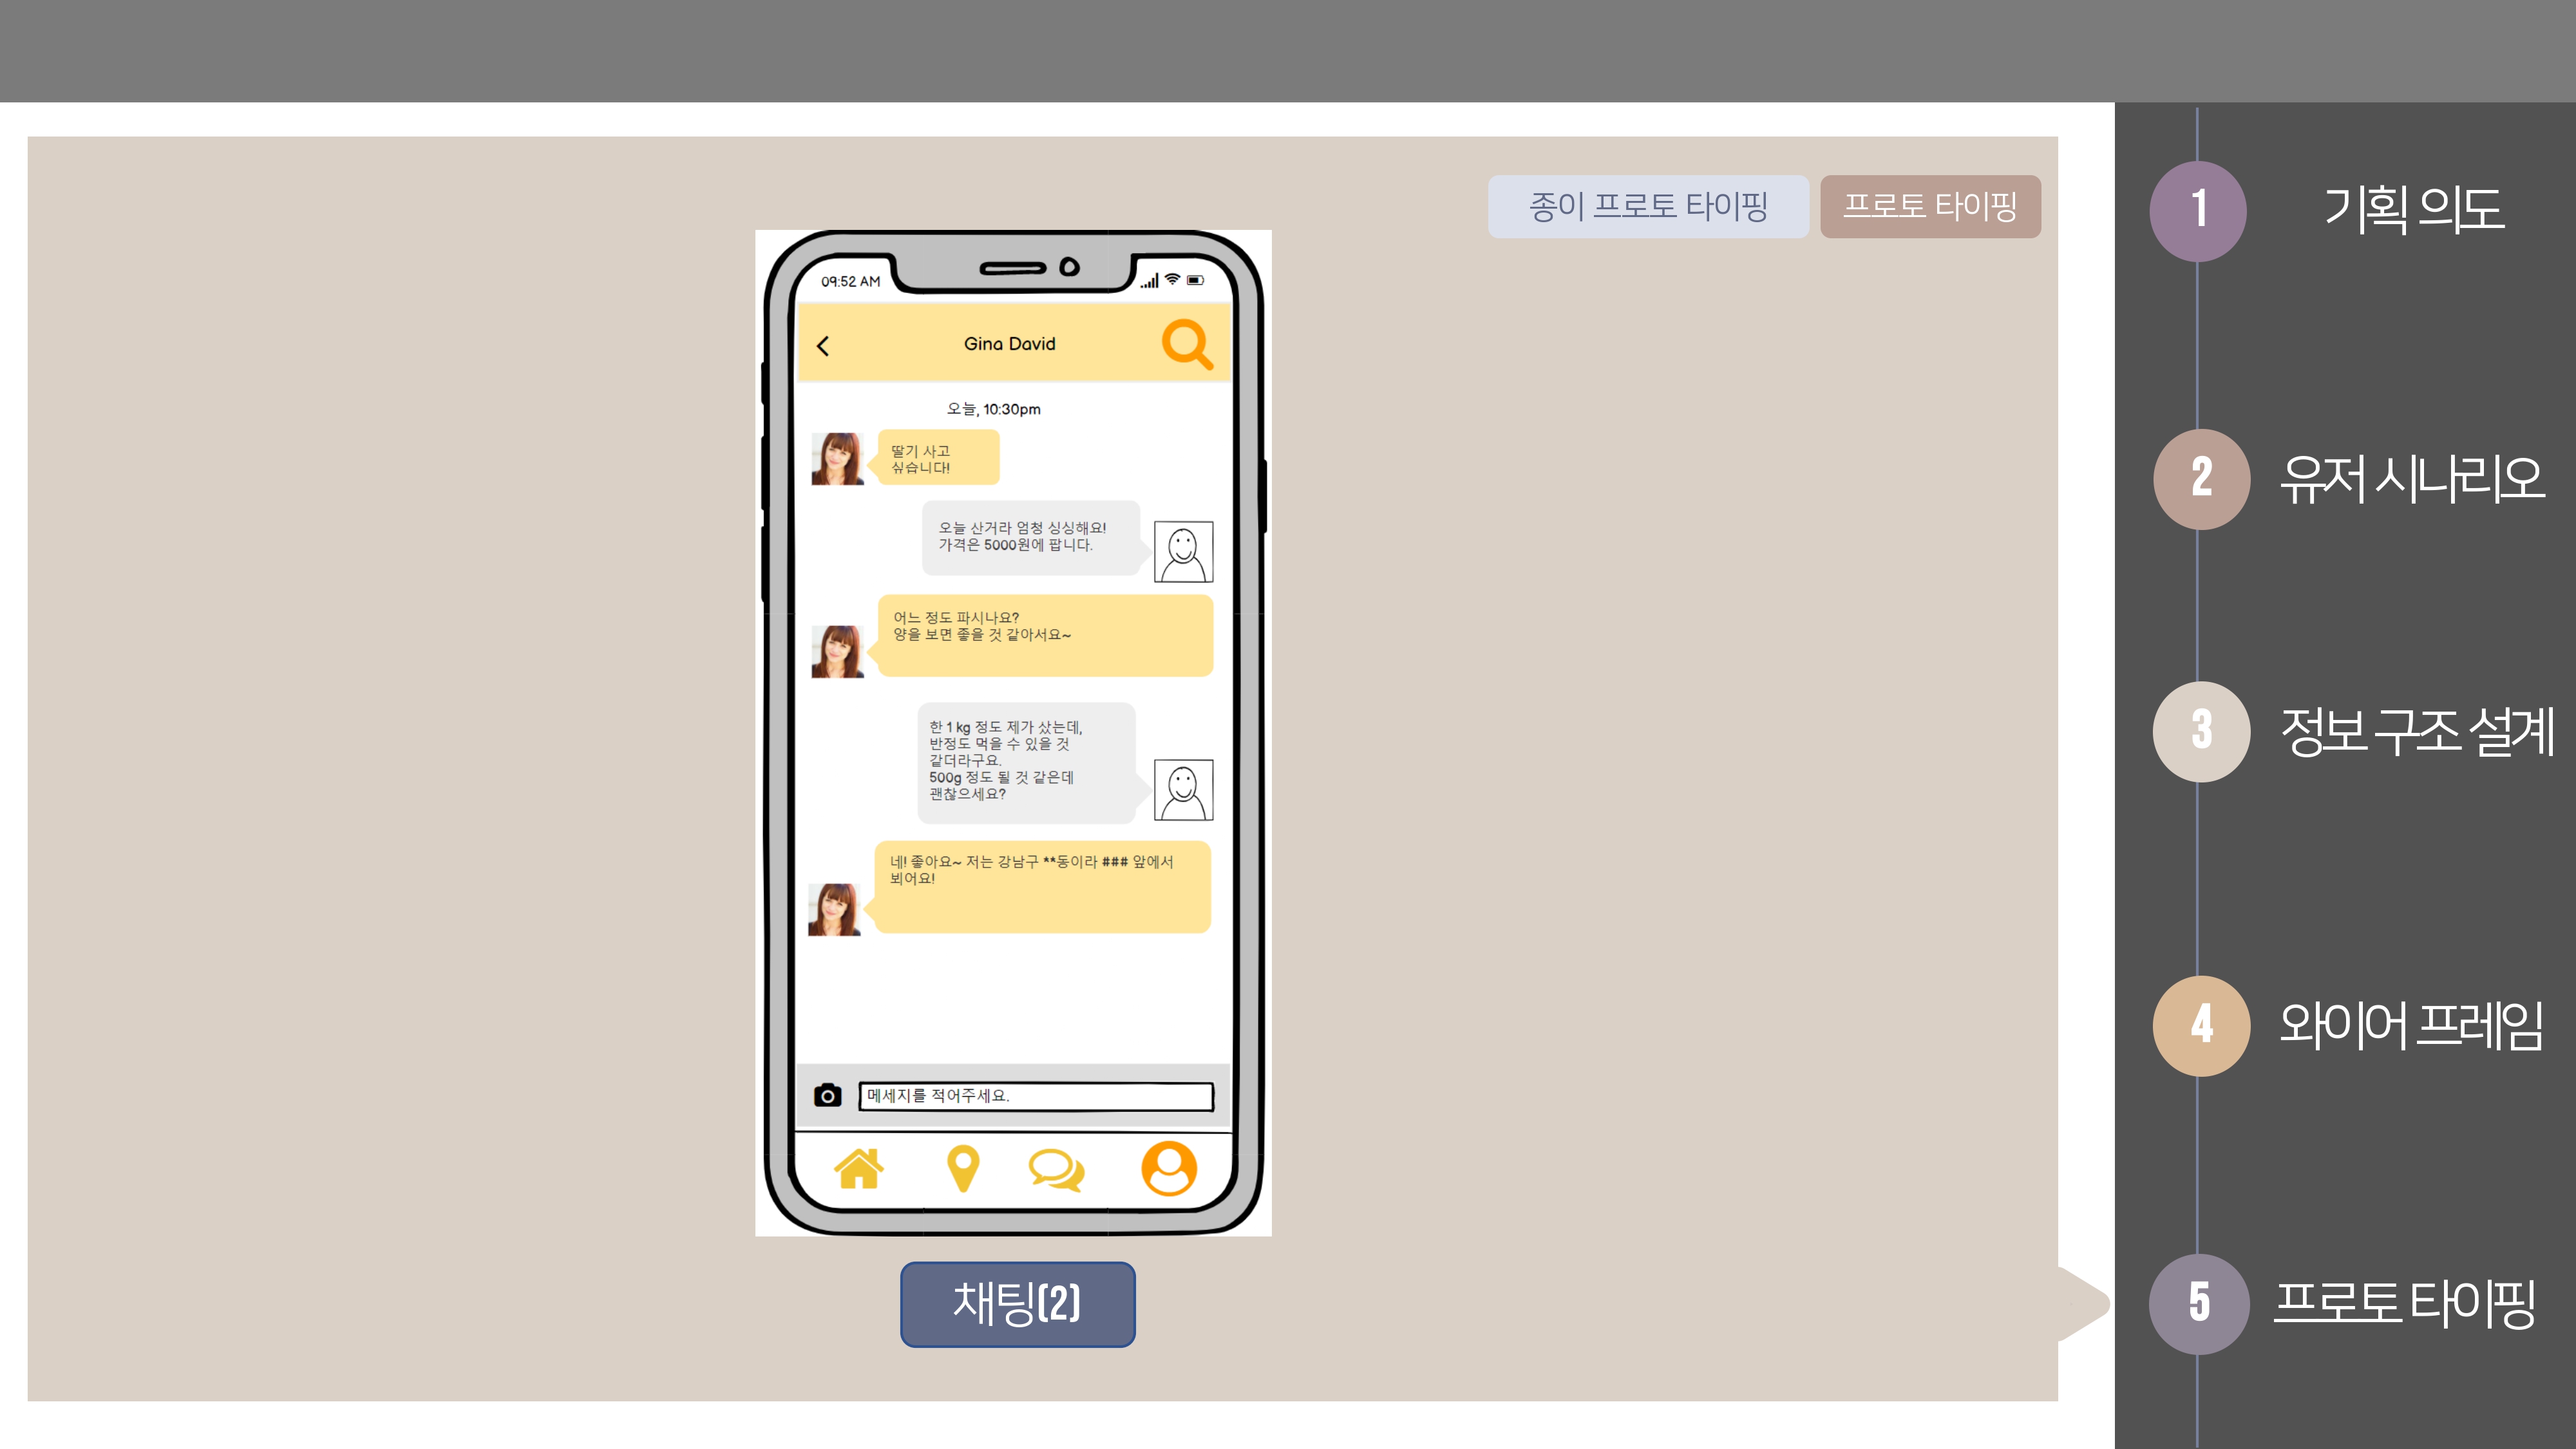 종이 프로토 타이핑
프로토 타이핑
09:52 AM
Gina David
오늘, 10:30pm
딸기 사고
싶습니다!
오늘 산거라 엄청 싱싱해요!
가격은 5000원에 팝니다.
어느 정도 파시나요?
양을 보면 좋을 것 같아서요~
한 1 kg 정도 제가 샀는데,
반정도 먹을 수 있을 것
같더라구요.
500g 정도 될 것 같은데
괜찮으세요?
네! 좋아요~ 저는 강남구 **동이라 ### 앞에서
뵈어요!
메세지를 적어주세요.
채팅(2)
1 기획 의도
2 유저 시나리오
3 정보 구조 설계
4 와이어 프레임
5 프로토 타이핑